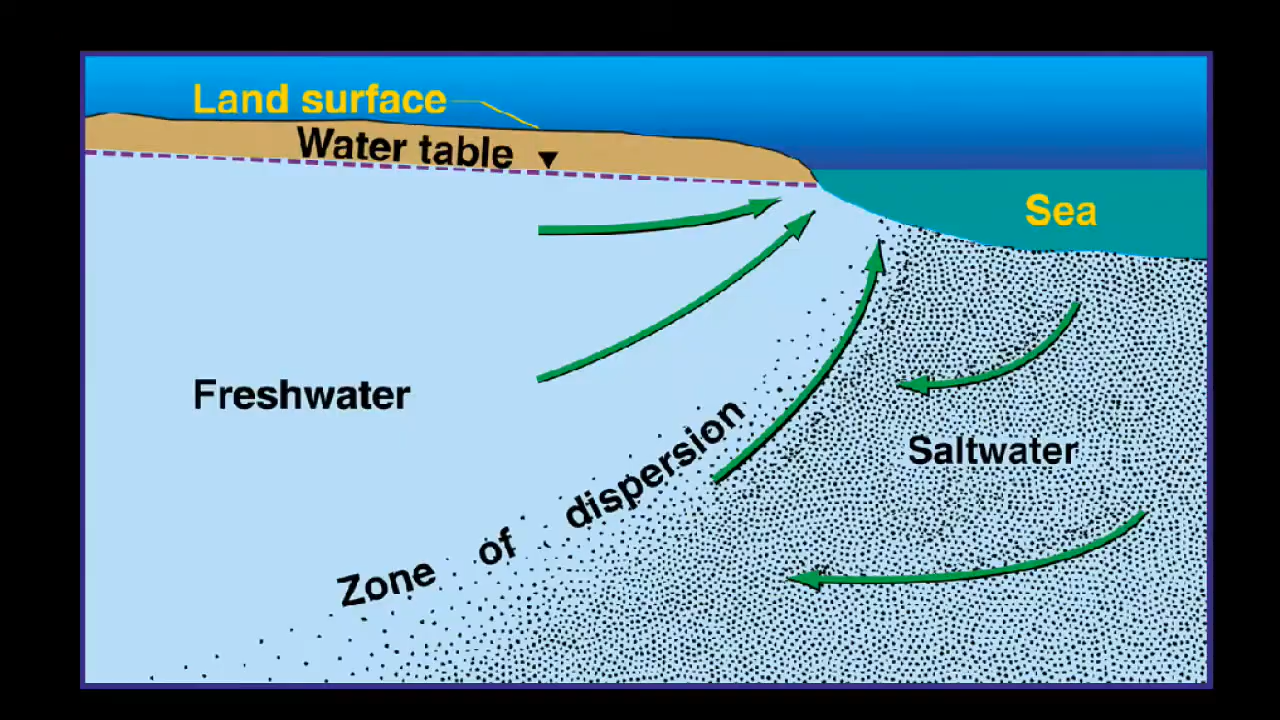 Land surface
Water table
Sea
Freshwater
Saltwater
Zone of dispersion